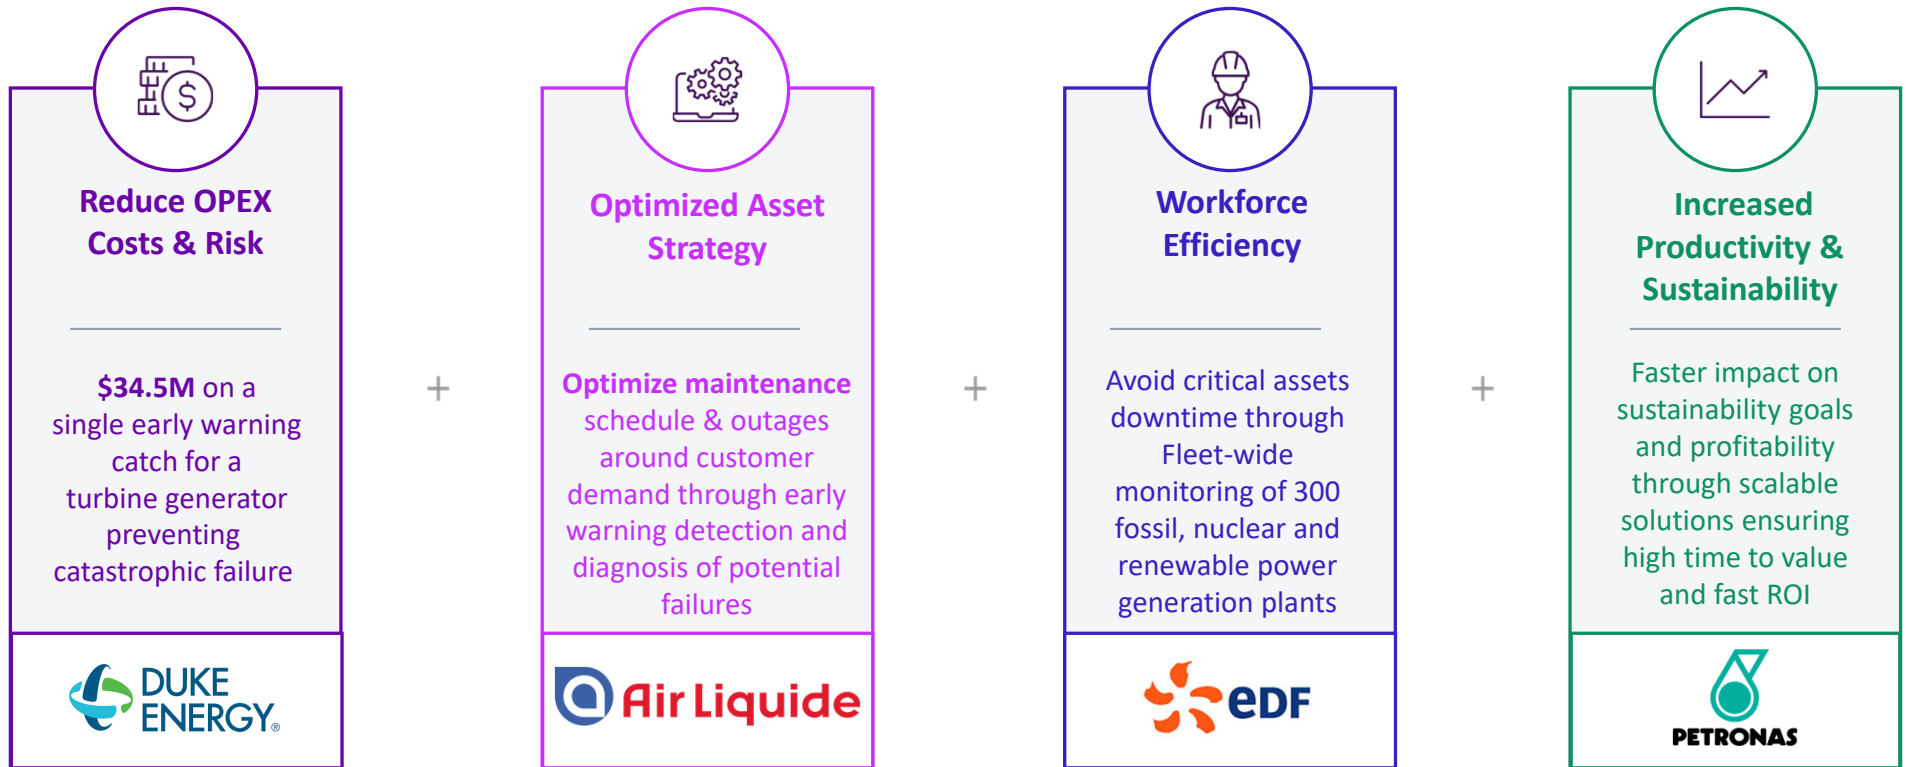 Reduce OPEX
Costs & Risk
$34.5M on a
single early warning
catch for a
turbine generator
preventing
catastrophic failure
DUKE
ENERGY®
+
Optimized Asset
Strategy
Optimize maintenance
schedule & outages
around customer
demand through early
warning detection and
diagnosis of potential
failures
Air Liquide
+
Workforce
Efficiency
Avoid critical assets
downtime through
Fleet-wide
monitoring of 300
fossil, nuclear and
renewable power
generation plants
eDF
+
Increased
Productivity &
Sustainability
Faster impact on
sustainability goals
and profitability
through scalable
solutions ensuring
high time to value
and fast ROI
PETRONAS